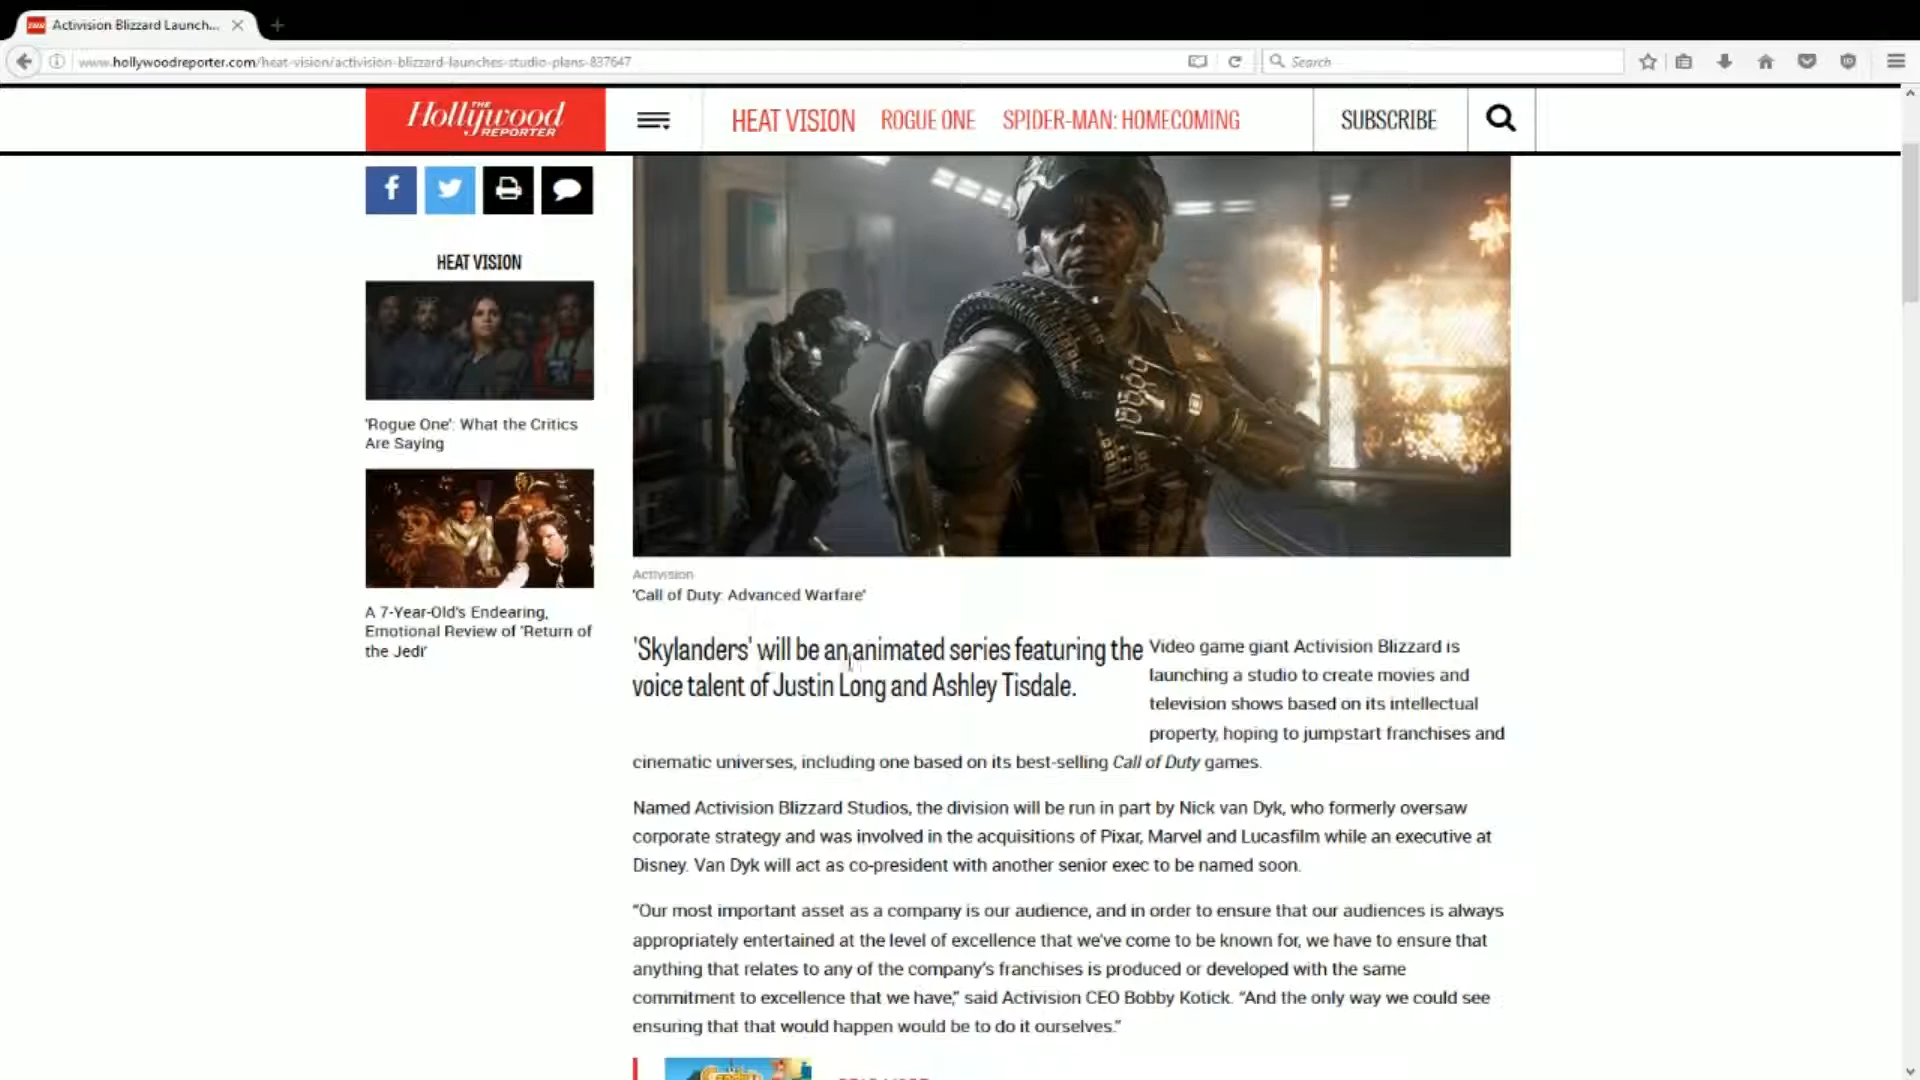 Activision Blizzard Launch...
www.hollywoodreporter.com/heat-vision/activision-blizzard-launches-studio-plans-837647
Search
THE Hollywood REPORTER
HEAT VISION
ROGUE ONE
SPIDER-MAN: HOMECOMING
SUBSCRIBE
HEAT VISION
'Rogue One': What the Critics
Are Saying
A 7-Year-Old's Endearing,
Emotional Review of 'Return of
the Jedi'
Activision
'Call of Duty: Advanced Warfare'
'Skylanders' will be an animated series featuring the
voice talent of Justin Long and Ashley Tisdale.
Video game giant Activision Blizzard is
launching a studio to create movies and
television shows based on its intellectual
property, hoping to jumpstart franchises and
cinematic universes, including one based on its best-selling Call of Duty games.
Named Activision Blizzard Studios, the division will be run in part by Nick van Dyk, who formerly oversaw
corporate strategy and was involved in the acquisitions of Pixar, Marvel and Lucasfilm while an executive at
Disney. Van Dyk will act as co-president with another senior exec to be named soon.
“Our most important asset as a company is our audience, and in order to ensure that our audiences is always
appropriately entertained at the level of excellence that we've come to be known for, we have to ensure that
anything that relates to any of the company's franchises is produced or developed with the same
commitment to excellence that we have,” said Activision CEO Bobby Kotick. “And the only way we could see
ensuring that that would happen would be to do it ourselves.”